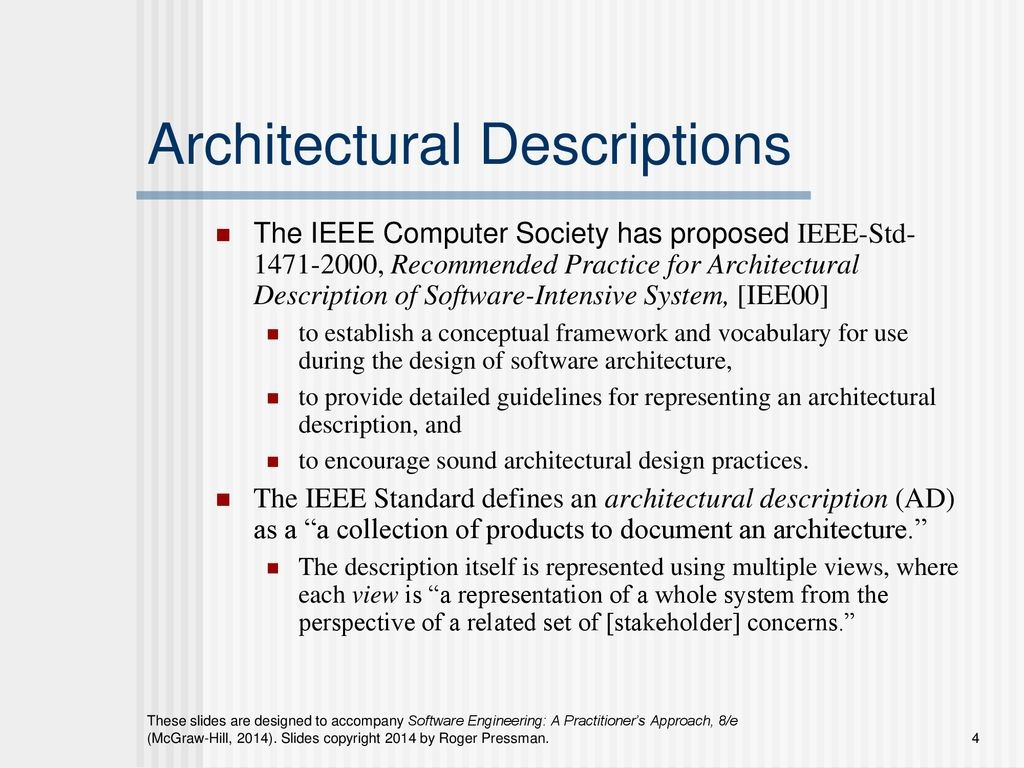 Architectural Descriptions
The IEEE Computer Society has proposed IEEE-Std-
1471-2000, Recommended Practice for Architectural
Description of Software-Intensive System, [IEE00]
to establish a conceptual framework and vocabulary for use
during the design of software architecture,
to provide detailed guidelines for representing an architectural
description, and
to encourage sound architectural design practices.
The IEEE Standard defines an architectural description (AD)
as a “a collection of products to document an architecture.”
The description itself is represented using multiple views, where
each view is “a representation of a whole system from the
perspective of a related set of [stakeholder] concerns.”
These slides are designed to accompany Software Engineering: A Practitioner’s Approach, 8/e
(McGraw-Hill, 2014). Slides copyright 2014 by Roger Pressman.
4